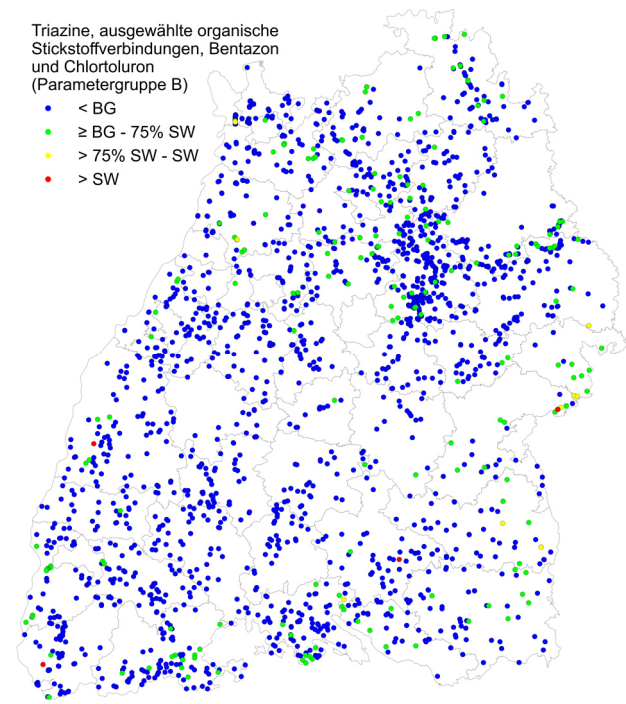 Triazine, ausgewählte organische
Stickstoffverbindungen, Bentazon
und Chlortoluron
(Parametergruppe B)
< BG
≥ BG - 75% SW
> 75% SW - SW
> SW